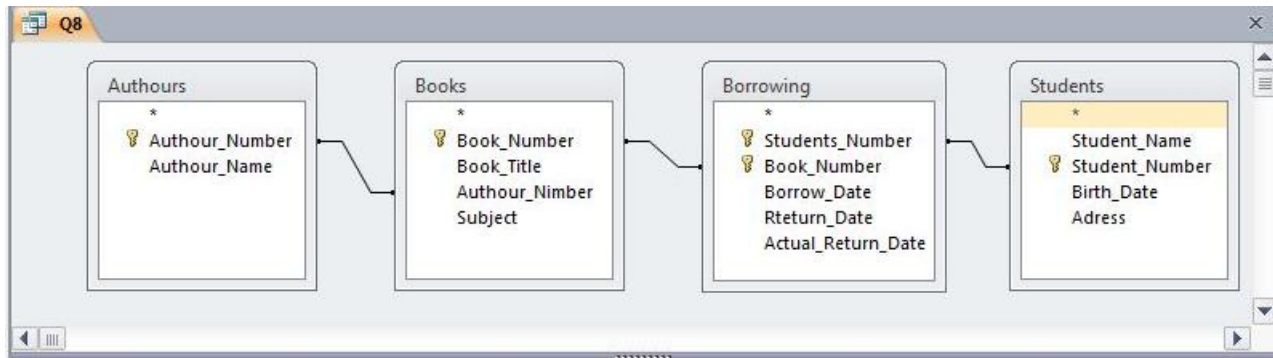 Q8
Authours
*
Authour_Number
Authour_Name
Books
*
Book_Number
Book_Title
Authour_Nimber
Subject
Borrowing
*
Students_Number
Book_Number
Borrow_Date
Rteturn_Date
Actual_Return_Date
Students
*
Student_Name
Student_Number
Birth_Date
Adress